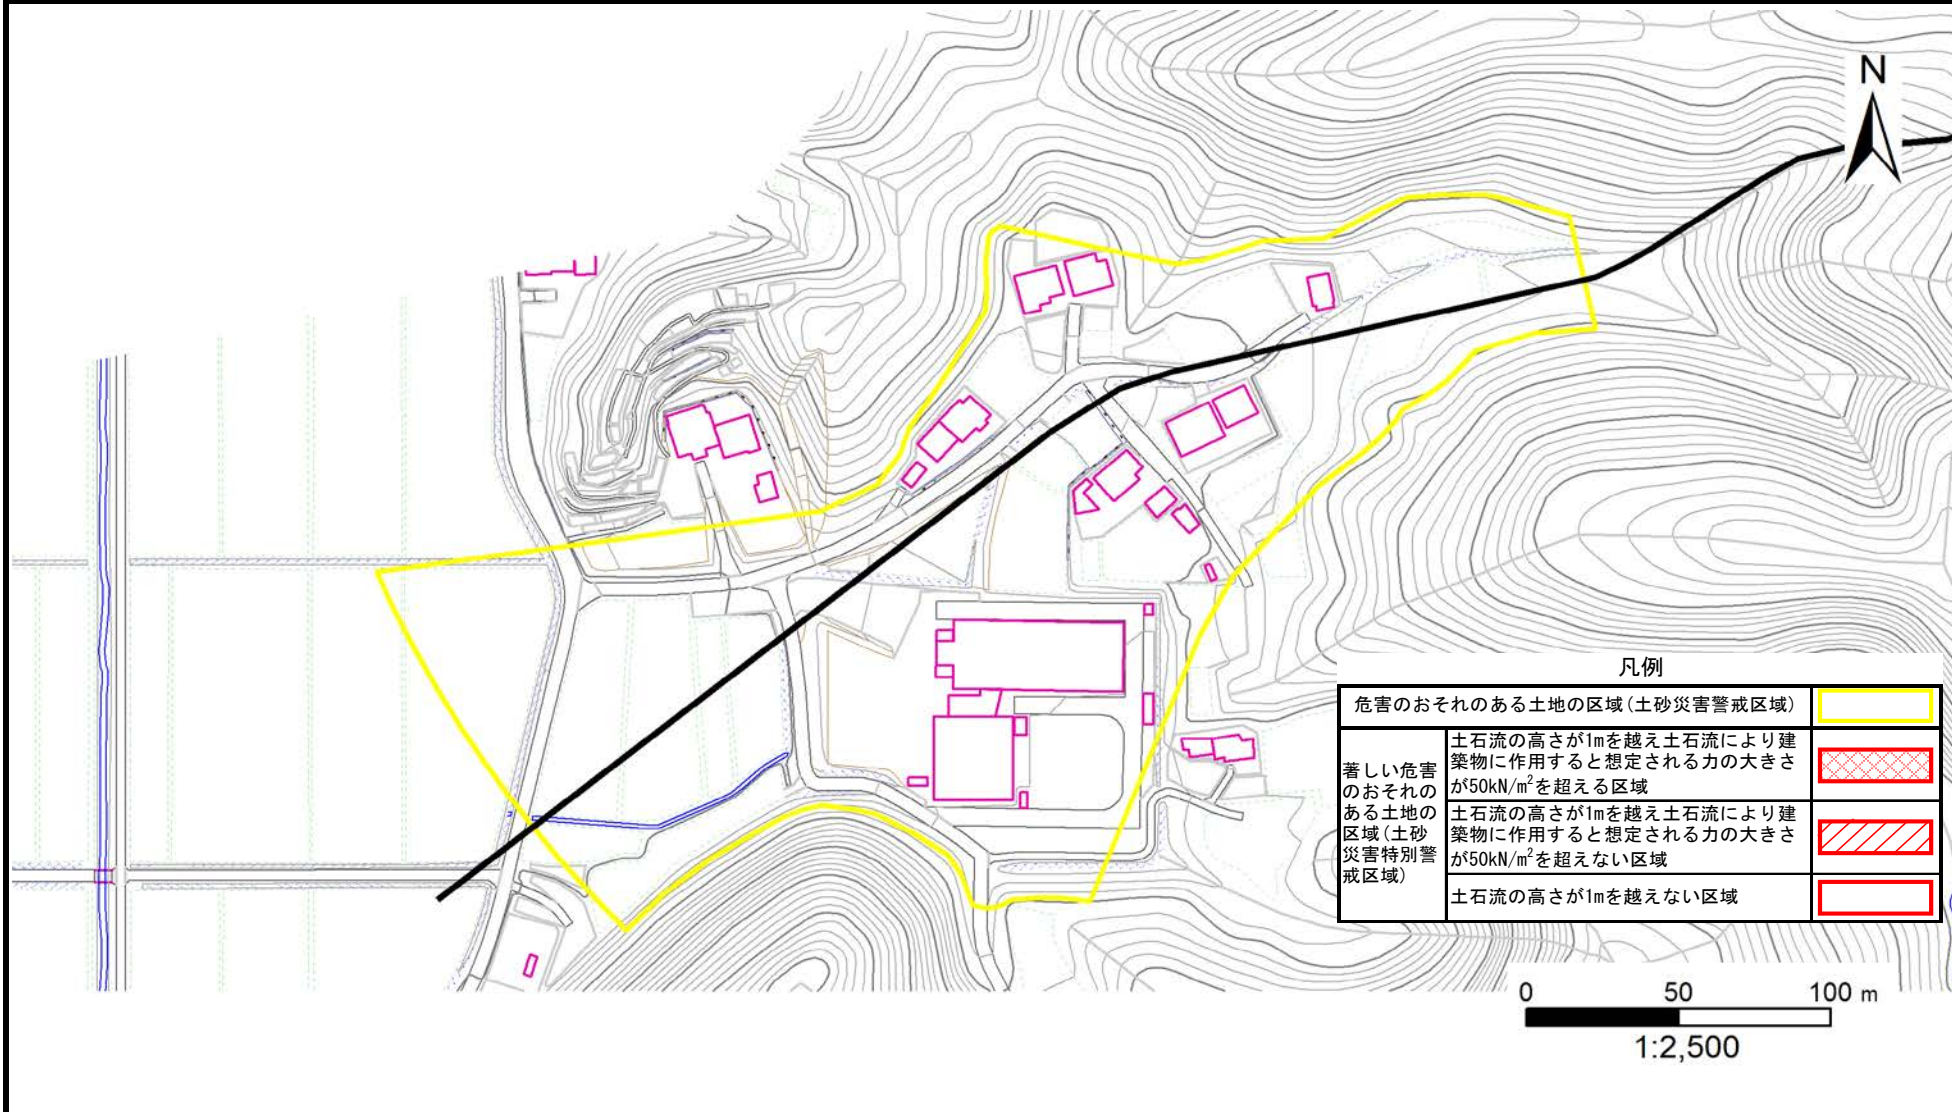 N
凡例
危害のおそれのある土地の区域(土砂災害警戒区域)
著しい危害
のおそれの
ある土地の
区域(土砂
災害特別警
戒区域)
土石流の高さが1mを越え土石流により建
築物に作用すると想定される力の大きさ
が50kN/m²を超える区域
土石流の高さが1mを越え土石流により建
築物に作用すると想定される力の大きさ
が50kN/m²を超えない区域
土石流の高さが1mを越えない区域
0 50 100 m
1:2,500